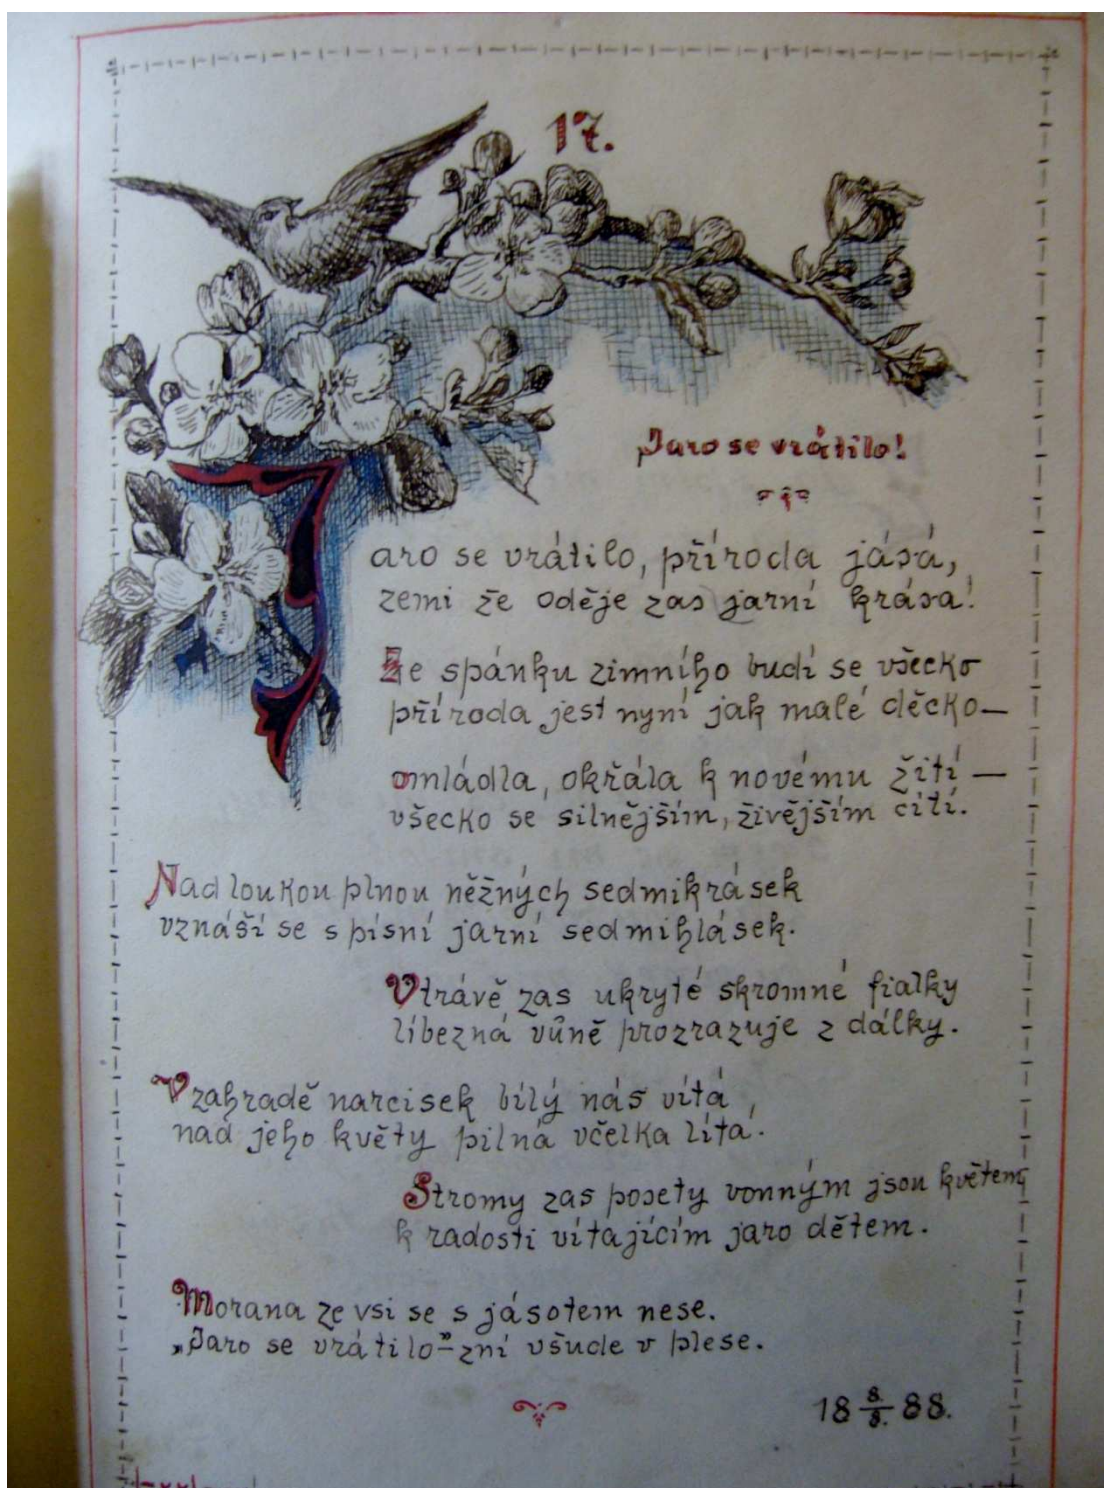 17.
Jaro se vrátilo!
Jaro se vrátilo, příroda jásá,
zemi že oděje zas jarní krása!
Ze spánku zimního budí se všecko
příroda jest nyní jak malé děcko—
omládla, okřála k novému žití —
všecko se silnějším, živějším cítí.
Nad loukou plnou něžných sedmikrásek
vznáší se s písní jarní sedmihlásek.
V trávě zas ukryté skromné fialky
líbezná vůně prozrazuje z dálky.
V zahradě narcisek bílý nás vítá,
nad jeho květy pilná včelka lítá.
Stromy zas posety vonným jsou květem,
k radosti vítajícím jaro dětem.
Morana ze vsi se s jásotem nese.
„Jaro se vrátilo"-zní všude v plese.
18 8./8. 88.